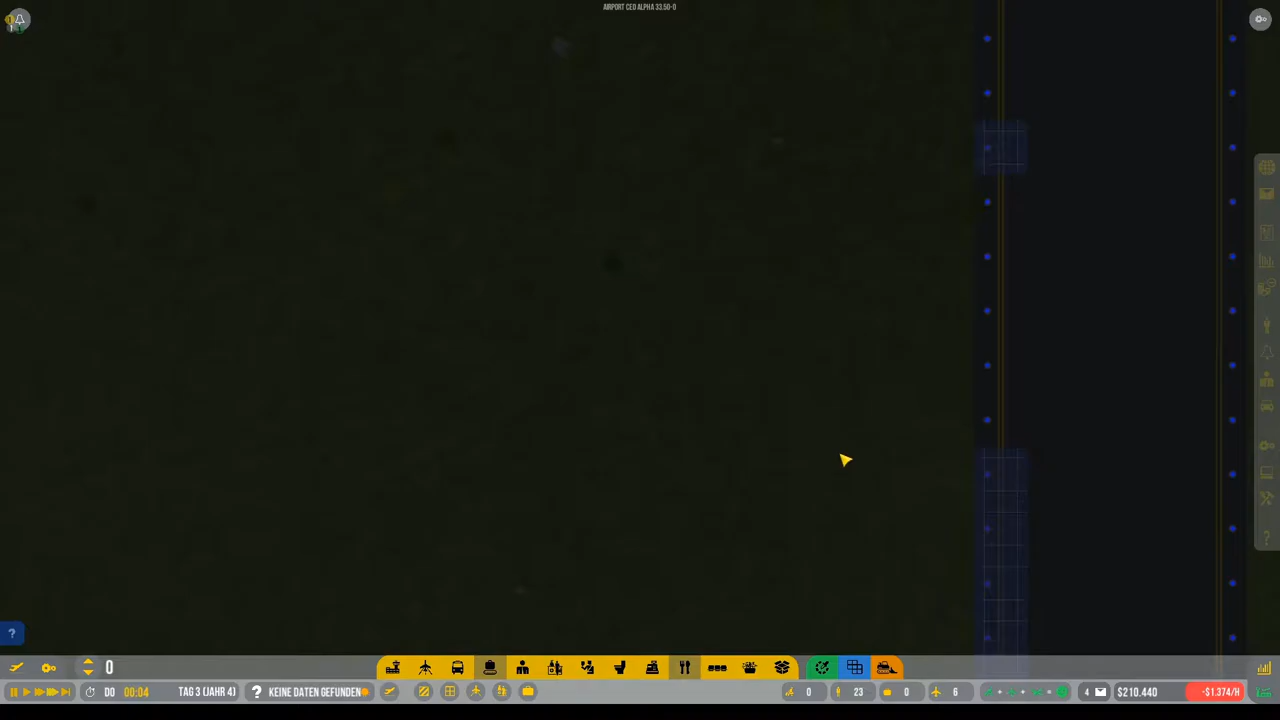 AIRPORT CEO ALPHA 33.50-0
1
?
0
DO 00:04 TAG 3 (JAHR 4) ? KEINE DATEN GEFUNDEN 0 23 0 6 4 $210.440 -$1.374/H
?